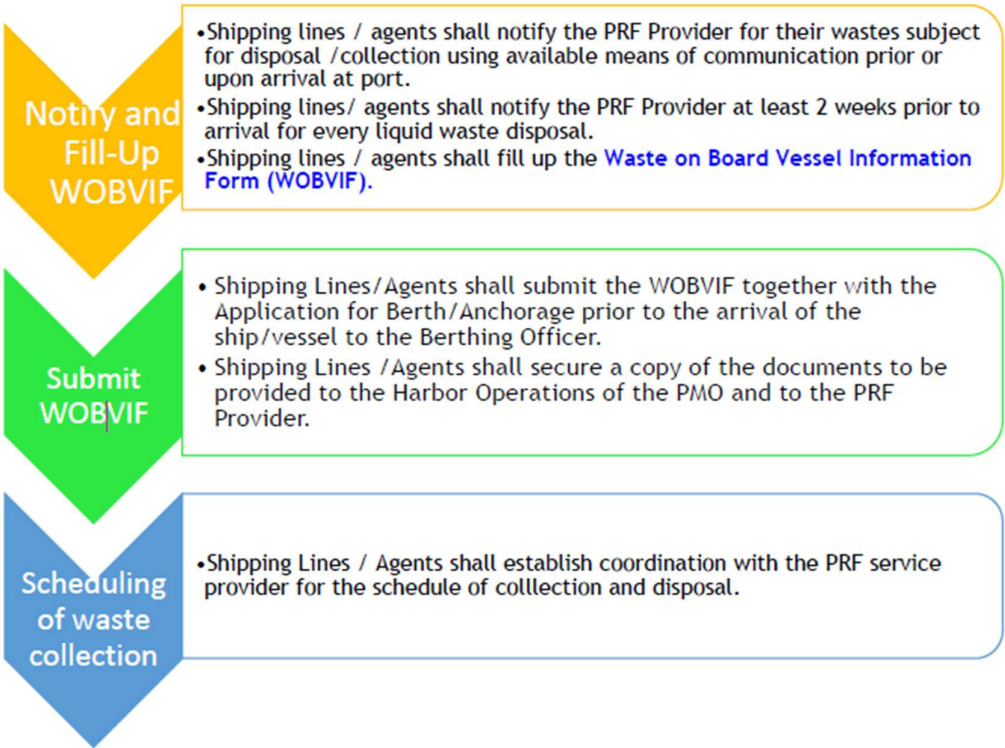 Notify and
Fill-Up
WOBVIF
•Shipping lines / agents shall notify the PRF Provider for their wastes subject
for disposal /collection using available means of communication prior or
upon arrival at port.
•Shipping lines/ agents shall notify the PRF Provider at least 2 weeks prior to
arrival for every liquid waste disposal.
•Shipping lines / agents shall fill up the Waste on Board Vessel Information
Form (WOBVIF).
Submit
WOBVIF
• Shipping Lines/Agents shall submit the WOBVIF together with the
Application for Berth/Anchorage prior to the arrival of the
ship/vessel to the Berthing Officer.
• Shipping Lines /Agents shall secure a copy of the documents to be
provided to the Harbor Operations of the PMO and to the PRF
Provider.
Scheduling
of waste
collection
•Shipping Lines / Agents shall establish coordination with the PRF service
provider for the schedule of colllection and disposal.